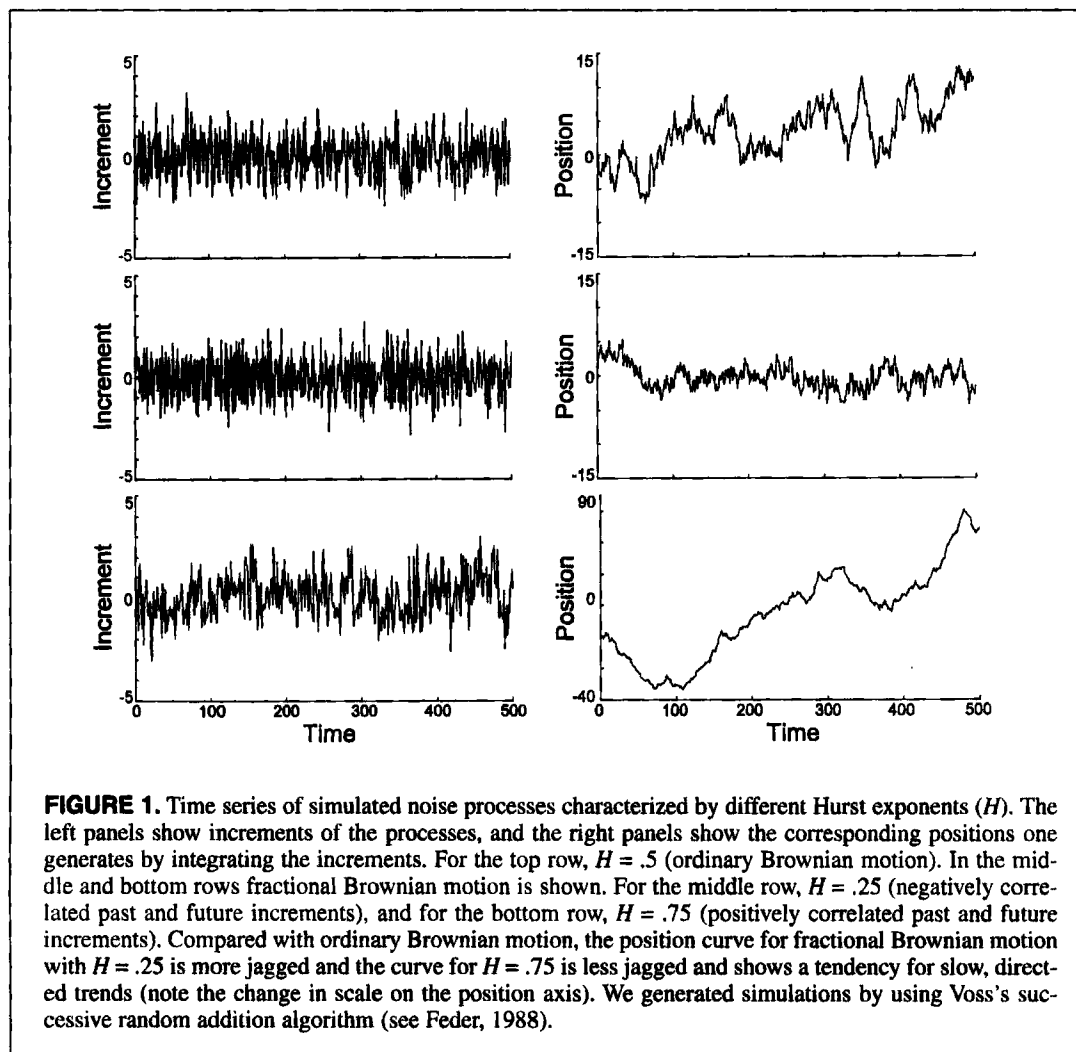 5
Increment
0
-5
15
Position
0
-15
5
Increment
0
-5
15
Position
0
-15
5
Increment
0
-5
0 100 200 300 400 500
Time
90
Position
0
-40
0 100 200 300 400 500
Time
FIGURE 1. Time series of simulated noise processes characterized by different Hurst exponents (H). The
left panels show increments of the processes, and the right panels show the corresponding positions one
generates by integrating the increments. For the top row, H = .5 (ordinary Brownian motion). In the mid-
dle and bottom rows fractional Brownian motion is shown. For the middle row, H = .25 (negatively corre-
lated past and future increments), and for the bottom row, H = .75 (positively correlated past and future
increments). Compared with ordinary Brownian motion, the position curve for fractional Brownian motion
with H = .25 is more jagged and the curve for H = .75 is less jagged and shows a tendency for slow, direct-
ed trends (note the change in scale on the position axis). We generated simulations by using Voss's suc-
cessive random addition algorithm (see Feder, 1988).